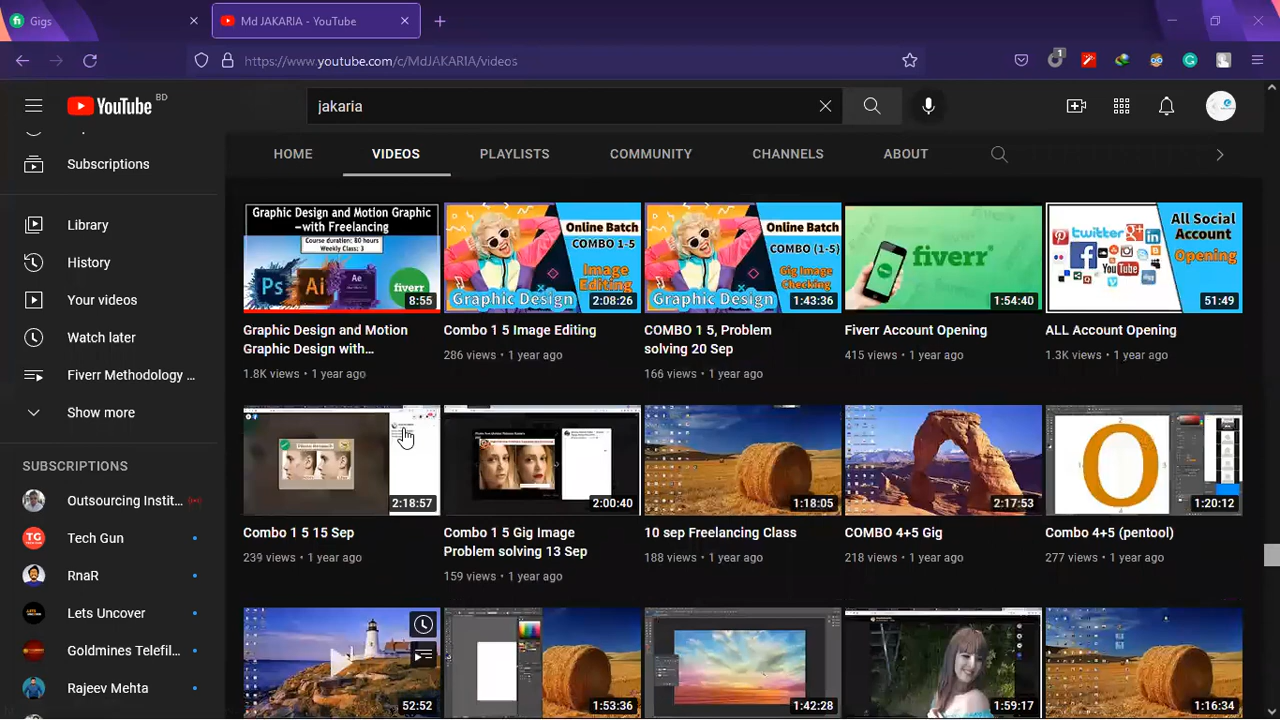 Gigs
Md JAKARIA - YouTube
https://www.youtube.com/c/MdJAKARIA/videos
1
YouTube BD
jakaria
HOME
VIDEOS
PLAYLISTS
COMMUNITY
CHANNELS
ABOUT
Subscriptions
Library
History
Your videos
Watch later
Fiverr Methodology ...
Show more
SUBSCRIPTIONS
Outsourcing Instit...
Tech Gun
RnaR
Lets Uncover
Goldmines Telefil...
Rajeev Mehta
Graphic Design and Motion Graphic
–with Freelancing
Course duration: 80 hours
Weekly Class: 3
Ps
Ai
Ae
fiverr
8:55
Graphic Design and Motion
Graphic Design with...
1.8K views • 1 year ago
Online Batch
COMBO 1-5
Image
Editing
Graphic Design
2:08:26
Combo 1 5 Image Editing
286 views • 1 year ago
Online Batch
COMBO (1-5)
Gig Image
Checking
Graphic Design
1:43:36
COMBO 1 5, Problem
solving 20 Sep
166 views • 1 year ago
fiverr
1:54:40
Fiverr Account Opening
415 views • 1 year ago
All Social
Account
Opening
twitter
YouTube
51:49
ALL Account Opening
1.3K views • 1 year ago
2:18:57
Combo 1 5 15 Sep
239 views • 1 year ago
2:00:40
Combo 1 5 Gig Image
Problem solving 13 Sep
159 views • 1 year ago
1:18:05
10 sep Freelancing Class
188 views • 1 year ago
2:17:53
COMBO 4+5 Gig
218 views • 1 year ago
O
1:20:12
Combo 4+5 (pentool)
277 views • 1 year ago
52:52
1:53:36
1:42:28
1:59:17
1:16:34